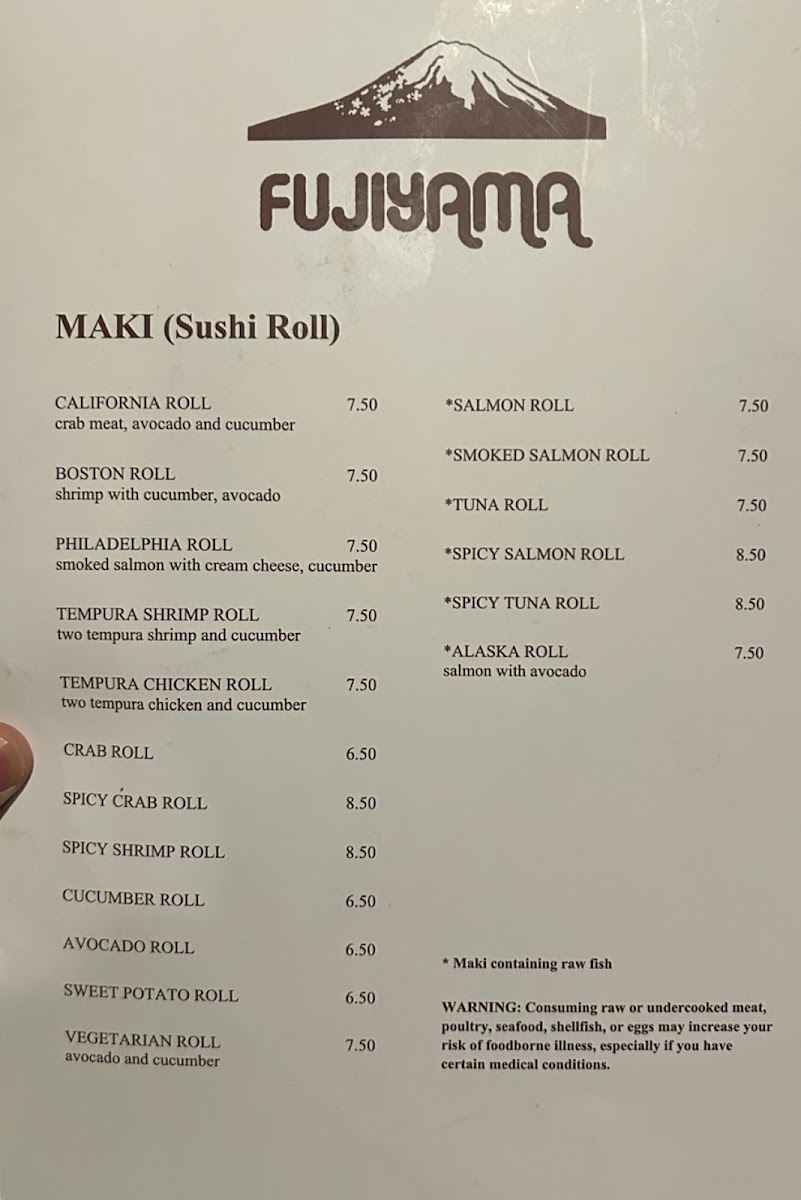 FUJIYAMA
MAKI (Sushi Roll)
CALIFORNIA ROLL 7.50
crab meat, avocado and cucumber
BOSTON ROLL 7.50
shrimp with cucumber, avocado
PHILADELPHIA ROLL 7.50
smoked salmon with cream cheese, cucumber
TEMPURA SHRIMP ROLL 7.50
two tempura shrimp and cucumber
TEMPURA CHICKEN ROLL 7.50
two tempura chicken and cucumber
CRAB ROLL 6.50
SPICY CRAB ROLL 8.50
SPICY SHRIMP ROLL 8.50
CUCUMBER ROLL 6.50
AVOCADO ROLL 6.50
SWEET POTATO ROLL 6.50
VEGETARIAN ROLL 7.50
avocado and cucumber
*SALMON ROLL 7.50
*SMOKED SALMON ROLL 7.50
*TUNA ROLL 7.50
*SPICY SALMON ROLL 8.50
*SPICY TUNA ROLL 8.50
*ALASKA ROLL 7.50
salmon with avocado
* Maki containing raw fish
WARNING: Consuming raw or undercooked meat,
poultry, seafood, shellfish, or eggs may increase your
risk of foodborne illness, especially if you have
certain medical conditions.